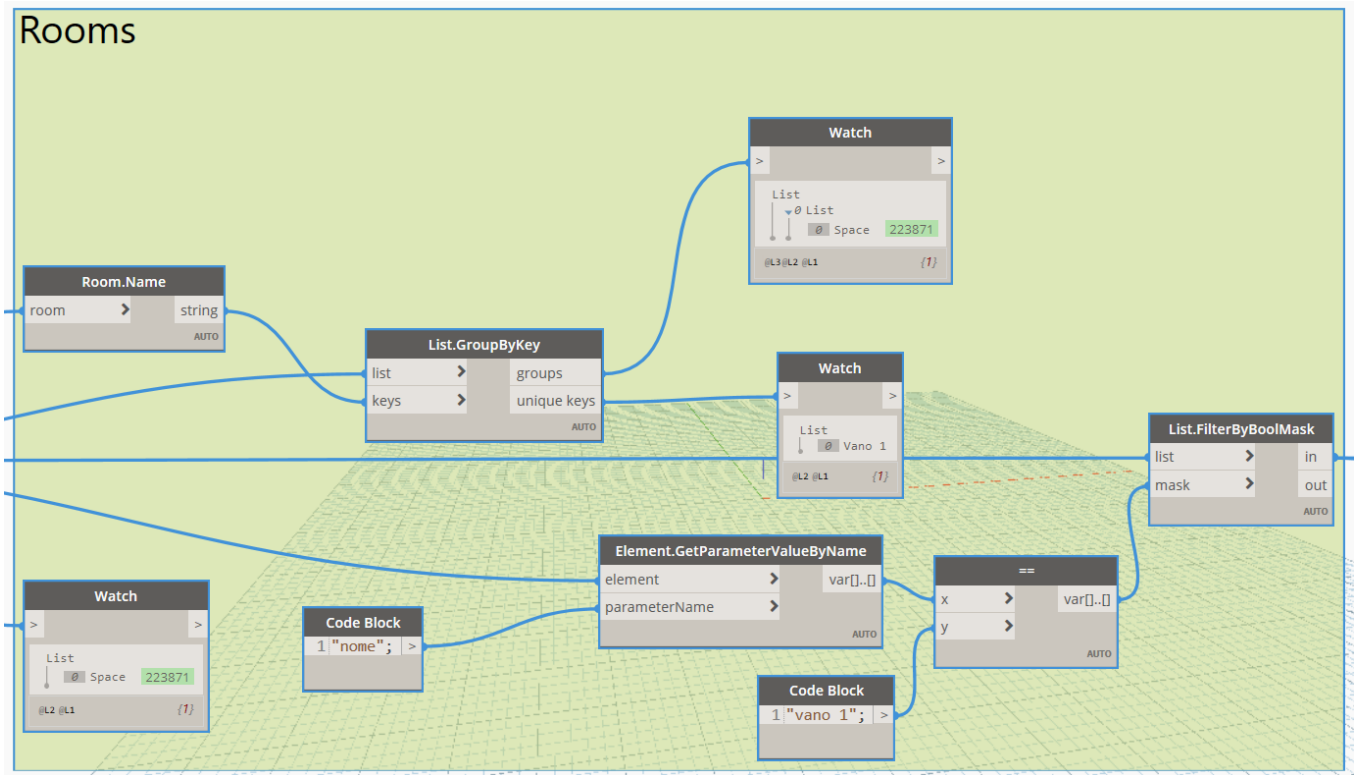 Rooms
Watch
> >
List
0 List
0 Space 223871
@L3 @L2 @L1 {1}
Room.Name
room > string
AUTO
List.GroupByKey
list > groups
keys > unique keys
AUTO
Watch
> >
List
0 Vano 1
@L2 @L1 {1}
List.FilterByBoolMask
list > in
mask > out
AUTO
Element.GetParameterValueByName
element > var[]..[]
parameterName >
AUTO
==
x > var[]..[]
y >
AUTO
Watch
> >
List
0 Space 223871
@L2 @L1 {1}
Code Block
1 "nome"; >
Code Block
1 "vano 1"; >